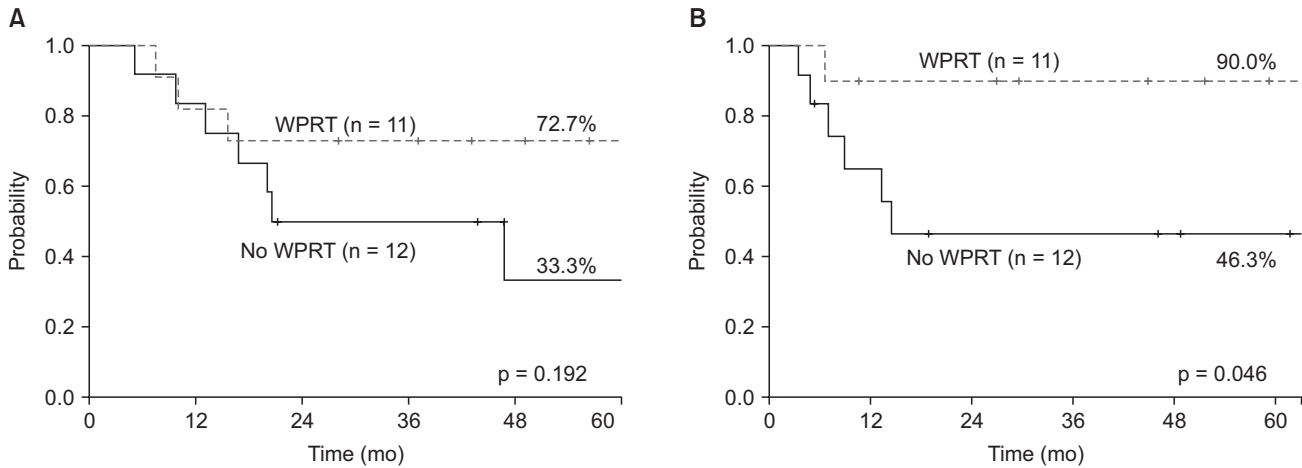 A
1.0
0.8
0.6
0.4
0.2
0.0
Probability
WPRT (n = 11)
72.7%
No WPRT (n = 12)
33.3%
p = 0.192
0 12 24 36 48 60
Time (mo)
B
1.0
0.8
0.6
0.4
0.2
0.0
Probability
WPRT (n = 11)
90.0%
No WPRT (n = 12)
46.3%
p = 0.046
0 12 24 36 48 60
Time (mo)